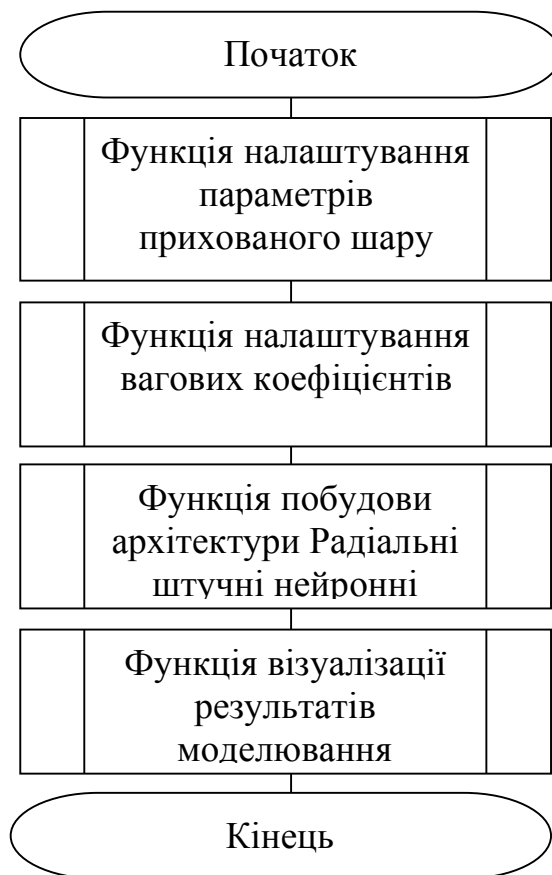 Початок
Функція налаштування
параметрів
прихованого шару
Функція налаштування
вагових коефіцієнтів
Функція побудови
архітектури Радіальні
штучні нейронні
Функція візуалізації
результатів
моделювання
Кінець